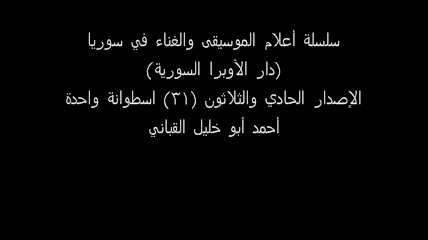 سلسلة أعلام الموسيقى والغناء في سوريا
(دار الأوبرا السورية)
الإصدار الحادي والثلاثون (٣١) اسطوانة واحدة
أحمد أبو خليل القباني